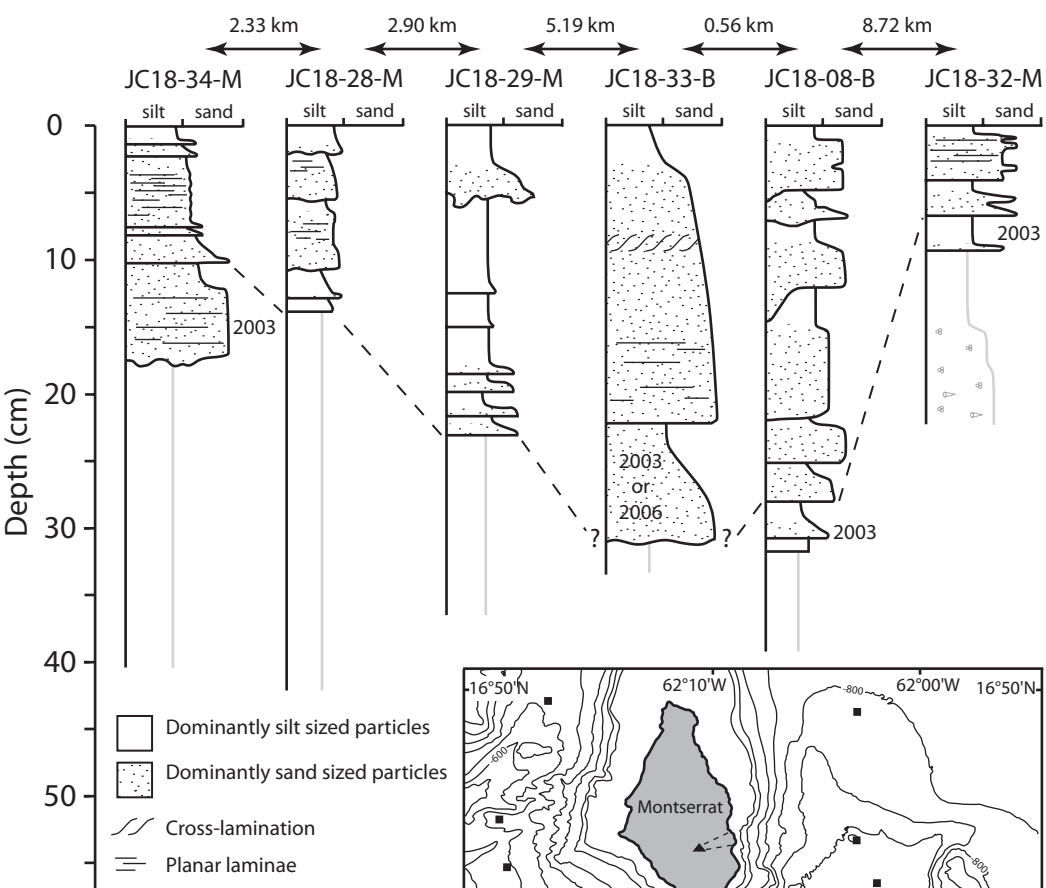 2.33 km 2.90 km 5.19 km 0.56 km 8.72 km
JC18-34-M JC18-28-M JC18-29-M JC18-33-B JC18-08-B JC18-32-M
silt sand silt sand silt sand silt sand silt sand silt sand
0
2003
10
2003
20
2003
or
2006
30
? ?
2003
40
50
Depth (cm)
Dominantly silt sized particles
Dominantly sand sized particles
Cross-lamination
Planar laminae
16°50'N 62°10'W 62°00'W 16°50'N
-800
-600
Montserrat
-800